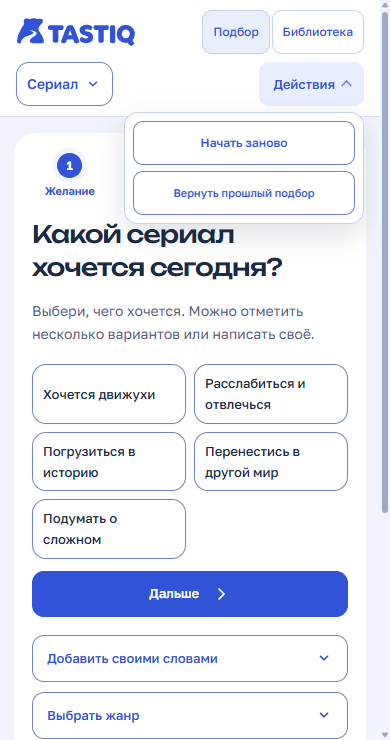 TASTIQ
Подбор
Библиотека
Сериал
Действия
Начать заново
Вернуть прошлый подбор
1
Желание
Какой сериал
хочется сегодня?
Выбери, чего хочется. Можно отметить
несколько вариантов или написать своё.
Хочется движухи
Расслабиться и
отвлечься
Погрузиться в
историю
Перенестись в
другой мир
Подумать о
сложном
Дальше
Добавить своими словами
Выбрать жанр